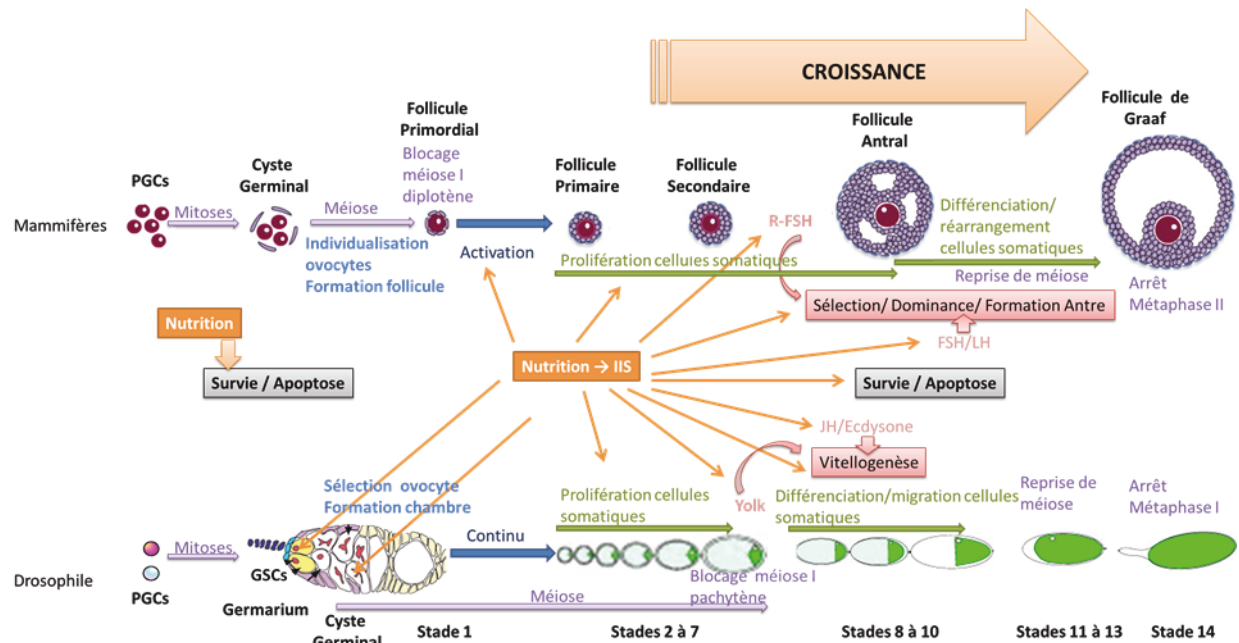 CROISSANCE
Follicule
Primordial
Follicule
Antral
Follicule de
Graaf
Blocage
méiose I
diplotène
PGCs
Cyste
Germinal
Follicule
Primaire
Follicule
Secondaire
Mammifères
Mitoses
Méiose
R-FSH
Différenciation/
réarrangement
cellules somatiques
Individualisation
ovocytes
Formation follicule
Activation
Prolifération cellules somatiques
Reprise de méiose
Arrêt
Métaphase II
Sélection/ Dominance/ Formation Antre
Nutrition
FSH/LH
Nutrition → IIS
Survie / Apoptose
Survie / Apoptose
JH/Ecdysone
Vitellogenèse
Sélection ovocyte
Formation chambre
Prolifération cellules
somatiques
Yolk
Différenciation/migration cellules
somatiques
Reprise de
méiose
Arrêt
Métaphase I
Mitoses
Continu
Drosophile
GSCs
PGCs
Blocage méiose I
pachytène
Germarium
Méiose
Cyste
Germinal
Stade 1
Stades 2 à 7
Stades 8 à 10
Stades 11 à 13
Stade 14